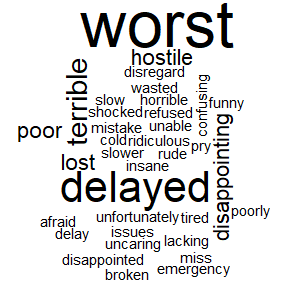 worst
hostile
disregard
terrible
wasted
confusing
slow horrible funny
shocked refused
poor mistake unable
cold ridiculous pry
disappointing
lost slower rude
insane
delayed
afraid unfortunately tired poorly
delay issues
uncaring lacking
disappointed miss
broken emergency